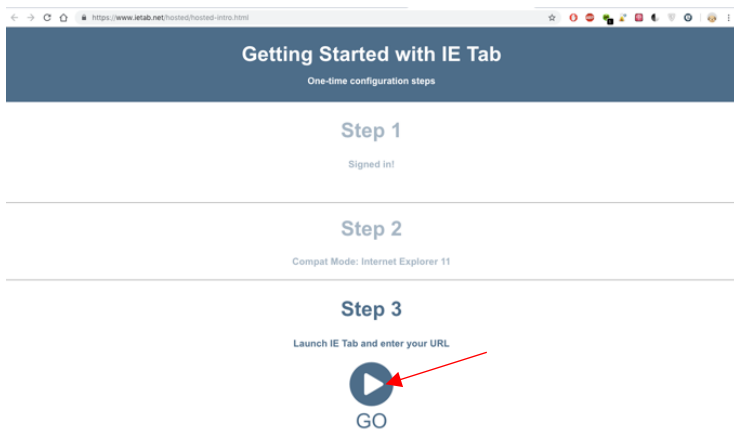 https://www.ietab.net/hosted/hosted-intro.html
Getting Started with IE Tab
One-time configuration steps
Step 1
Signed in!
Step 2
Compat Mode: Internet Explorer 11
Step 3
Launch IE Tab and enter your URL
GO